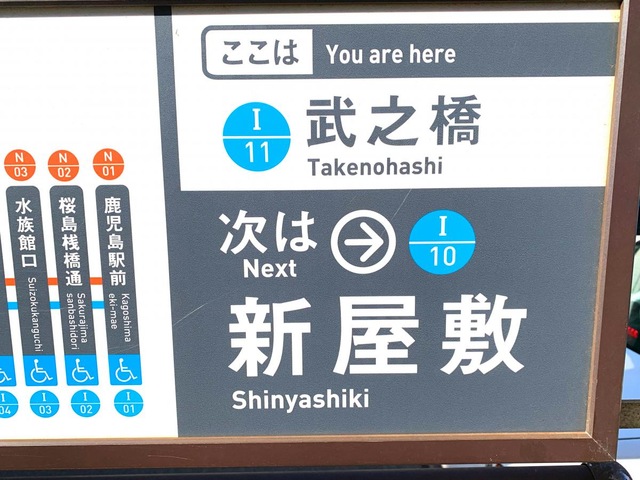 ここは You are here
I
11
武之橋
Takenohashi
次は
Next
I
10
新屋敷
Shinyashiki
N
03
N
02
N
01
水族館口
Suizokukanguchi
桜島桟橋通
Sakurajima
sanbashidori
鹿児島駅前
Kagoshima
eki-mae
04
I
03
I
02
I
01